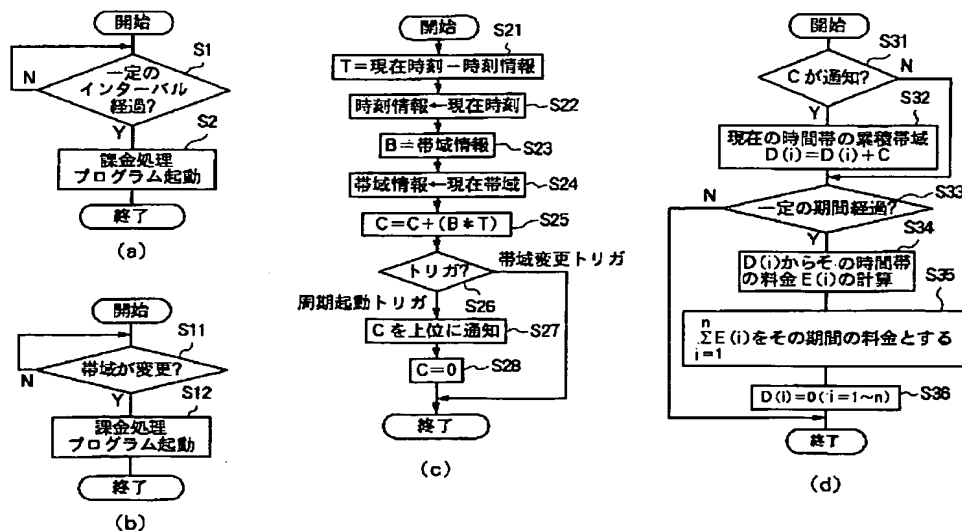 開始
S1
一定の
インターバル
経過?
N
Y
S2
課金処理
プログラム起動
終了
(a)
開始
S11
帯域が変更?
N
Y
S12
課金処理
プログラム起動
終了
(b)
開始
S21
T=現在時刻-時刻情報
時刻情報←現在時刻
S22
B=帯域情報
S23
帯域情報←現在帯域
S24
C=C+(B*T)
S25
帯域変更トリガ
トリガ?
S26
周期起動トリガ
Cを上位に通知
S27
C=0
S28
終了
(c)
開始
S31
Cが通知?
N
Y
S32
現在の時間帯の累積帯域
D(i)=D(i)+C
N
一定の期間経過?
S33
Y
S34
D(i)からその時間帯
の料金E(i)の計算
S35
n
ΣE(i)をその期間の料金とする
i=1
D(i)=0(i=1~n)
S36
終了
(d)